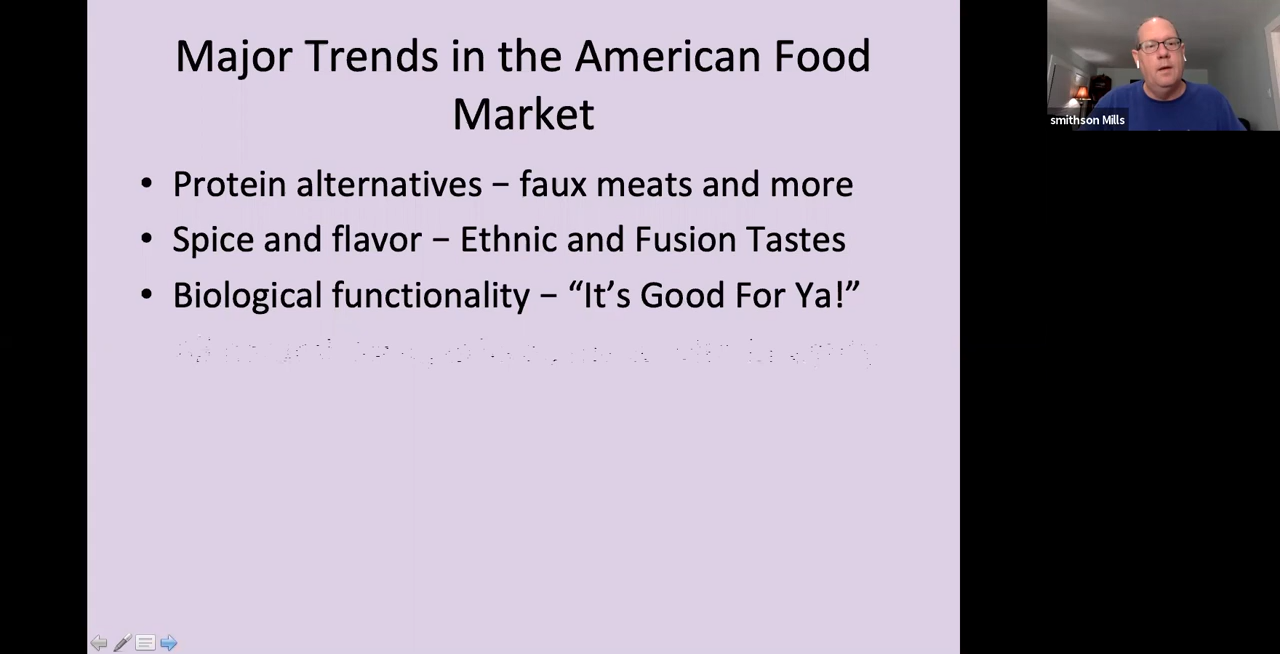 Major Trends in the American Food
Market
• Protein alternatives – faux meats and more
• Spice and flavor – Ethnic and Fusion Tastes
• Biological functionality – “It’s Good For Ya!”
smithson Mills